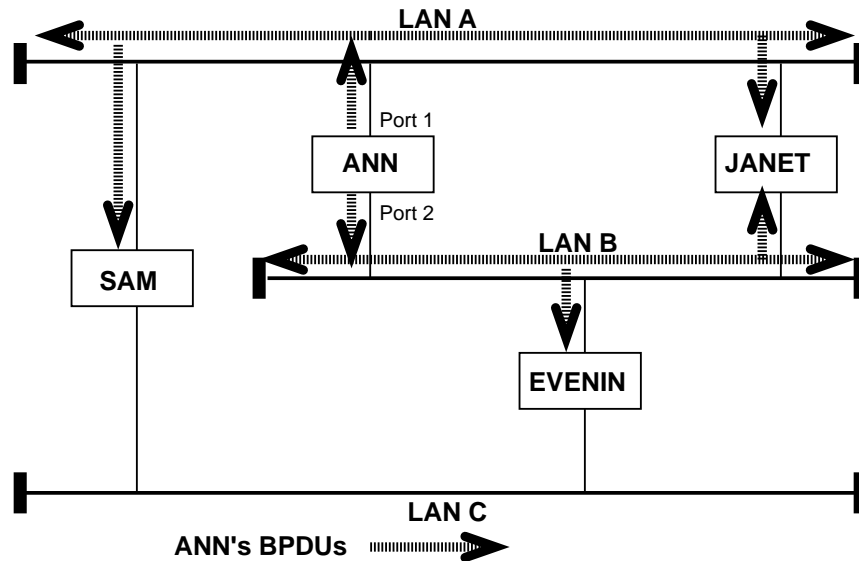 LAN A
Port 1
ANN
JANET
Port 2
LAN B
SAM
EVENIN
LAN C
ANN's BPDUs